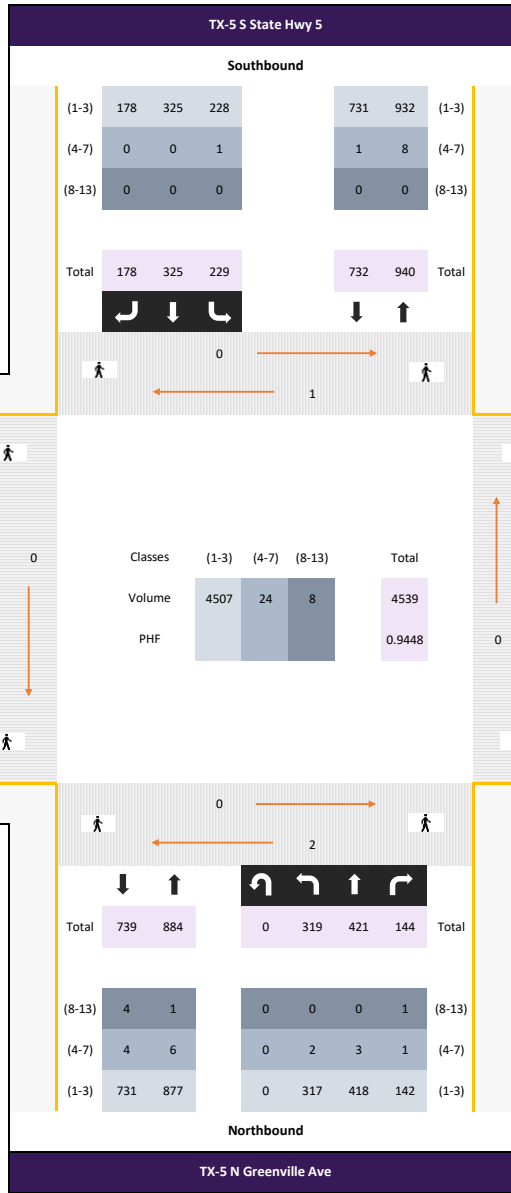 TX-5 S State Hwy 5
Southbound
(1-3) 178 325 228 731 932 (1-3)
(4-7) 0 0 1 1 8 (4-7)
(8-13) 0 0 0 0 0 (8-13)
Total 178 325 229 732 940 Total
0
1
0
Classes (1-3) (4-7) (8-13) Total
Volume 4507 24 8 4539
PHF 0.9448
0
0
2
Total 739 884 0 319 421 144 Total
(8-13) 4 1 0 0 0 1 (8-13)
(4-7) 4 6 0 2 3 1 (4-7)
(1-3) 731 877 0 317 418 142 (1-3)
Northbound
TX-5 N Greenville Ave